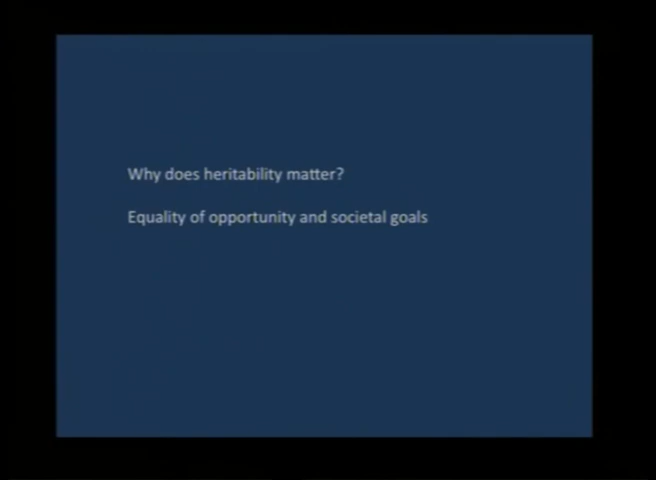 Why does heritability matter?
Equality of opportunity and societal goals